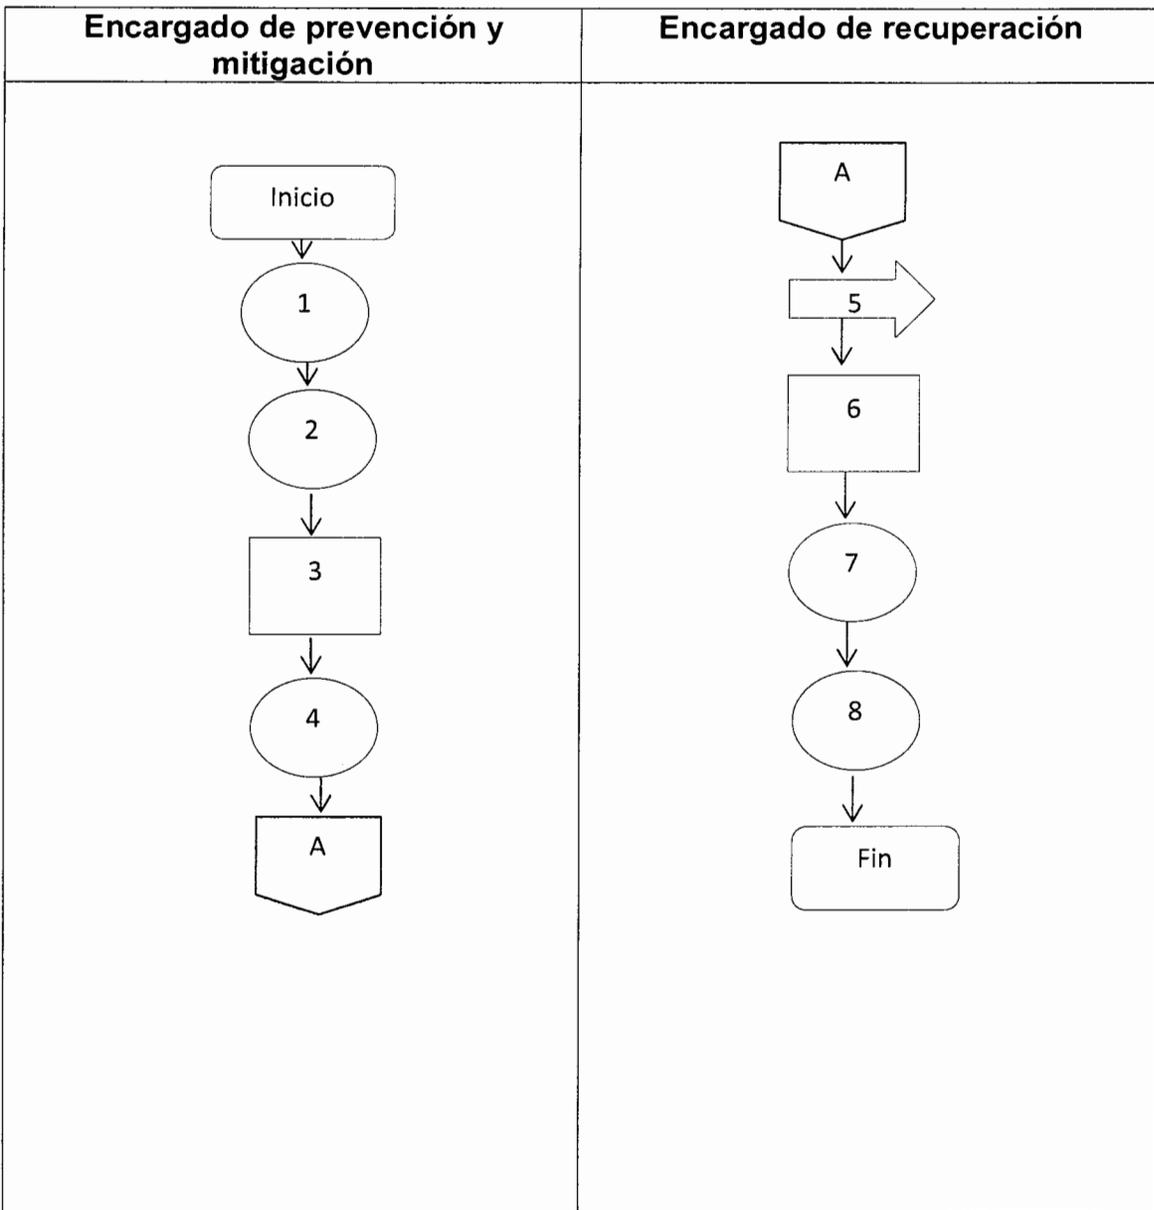 Encargado de prevención y
mitigación
Encargado de recuperación
Inicio
1
2
3
4
A
A
5
6
7
8
Fin